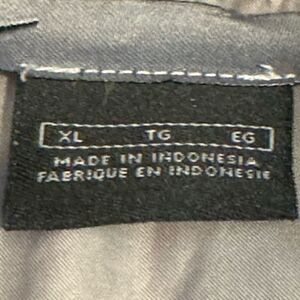 XL TG EG
MADE IN INDONESIA
FABRIQUE EN INDONESIE